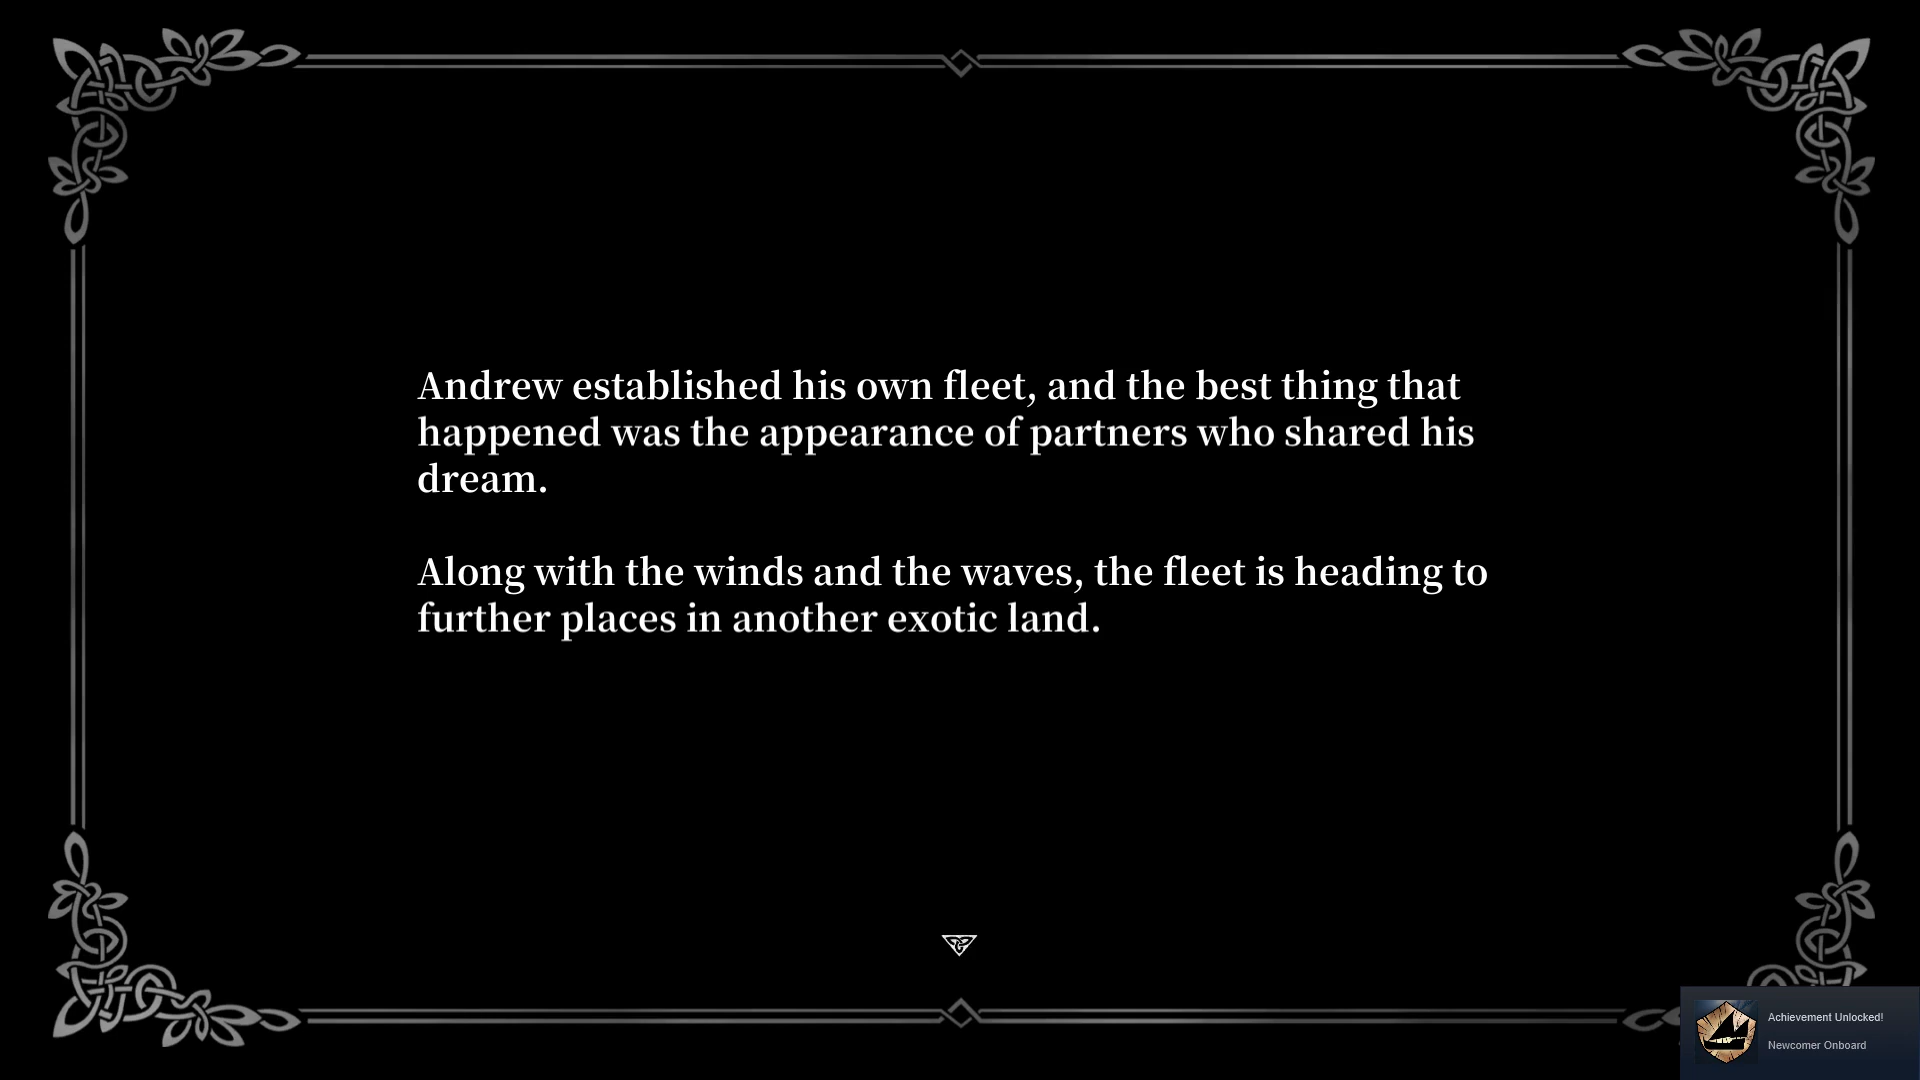 Andrew established his own fleet, and the best thing that
happened was the appearance of partners who shared his
dream.
Along with the winds and the waves, the fleet is heading to
further places in another exotic land.
Achievement Unlocked!
Newcomer Onboard